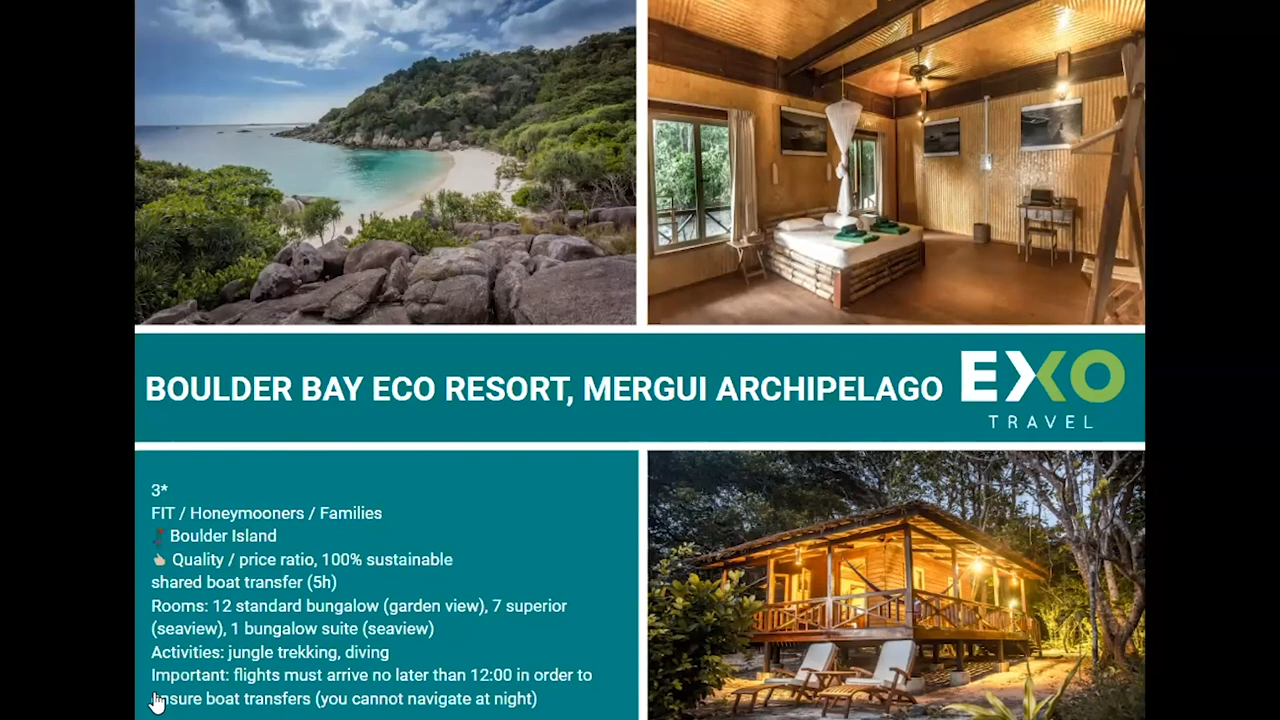 BOULDER BAY ECO RESORT, MERGUI ARCHIPELAGO
EXO
TRAVEL
3*
FIT / Honeymooners / Families
Boulder Island
Quality / price ratio, 100% sustainable
shared boat transfer (5h)
Rooms: 12 standard bungalow (garden view), 7 superior
(seaview), 1 bungalow suite (seaview)
Activities: jungle trekking, diving
Important: flights must arrive no later than 12:00 in order to
ensure boat transfers (you cannot navigate at night)